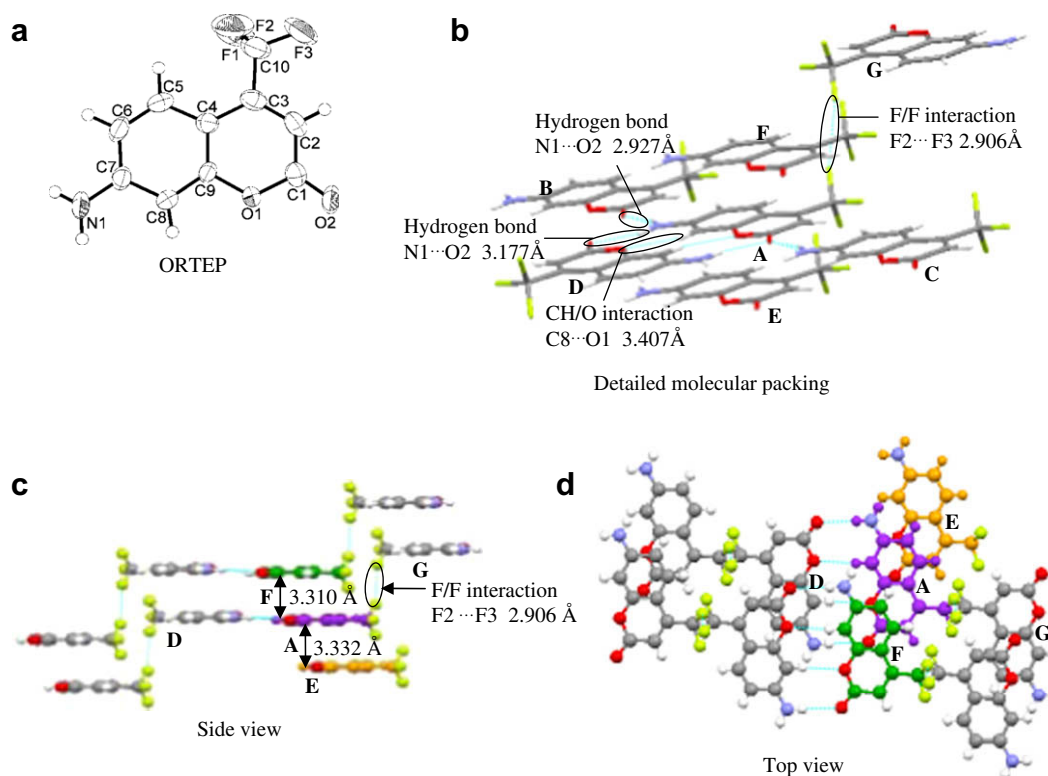 a
F2
F1
F3
C10
C5
C6
C4
C3
C2
C7
C9
C1
N1
C8
O1
O2
ORTEP
b
G
Hydrogen bond
N1···O2 2.927Å
F
F/F interaction
F2··· F3 2.906Å
B
Hydrogen bond
N1···O2 3.177Å
A
C
D
E
CH/O interaction
C8···O1 3.407Å
Detailed molecular packing
c
G
F
3.310 Å
F/F interaction
F2 ···F3 2.906 Å
D
A
3.332 Å
E
Side view
d
E
D
A
G
F
Top view